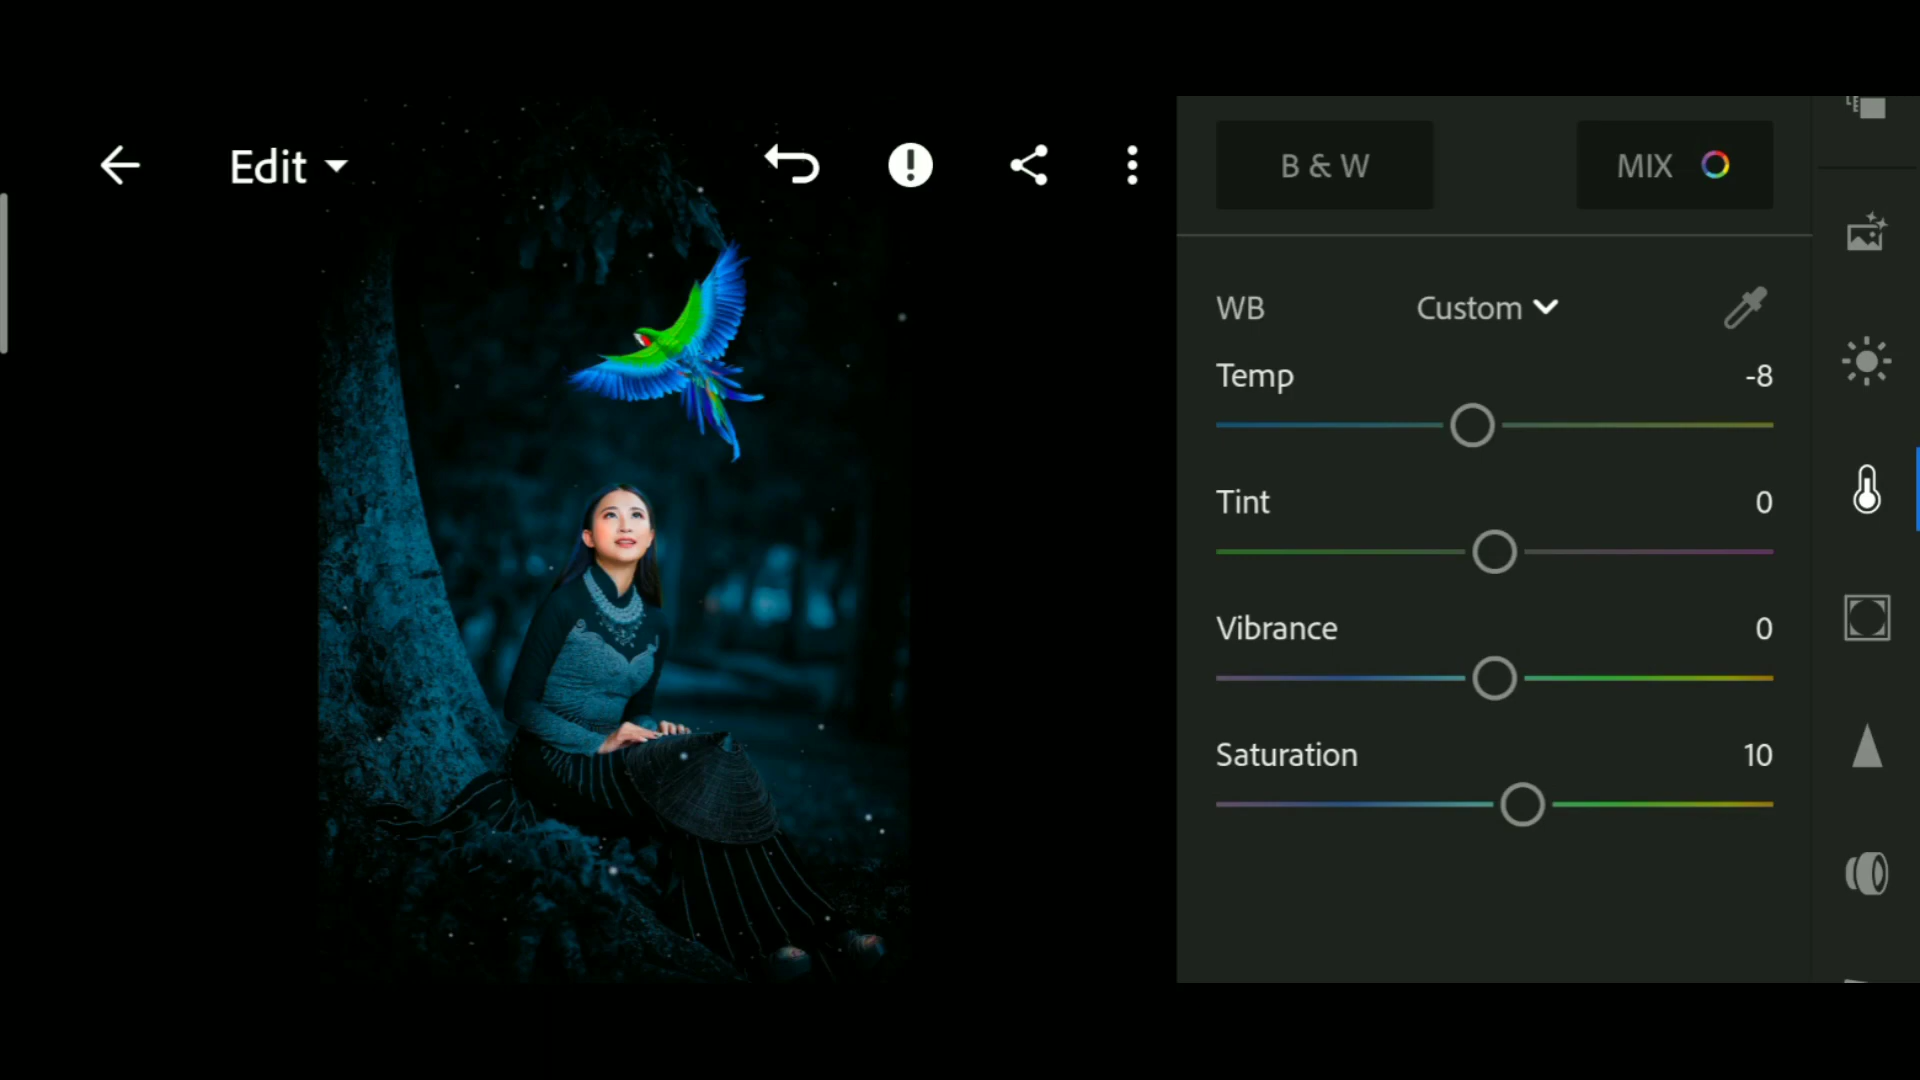 Edit
B & W
MIX
WB
Custom
Temp
-8
Tint
0
Vibrance
0
Saturation
10